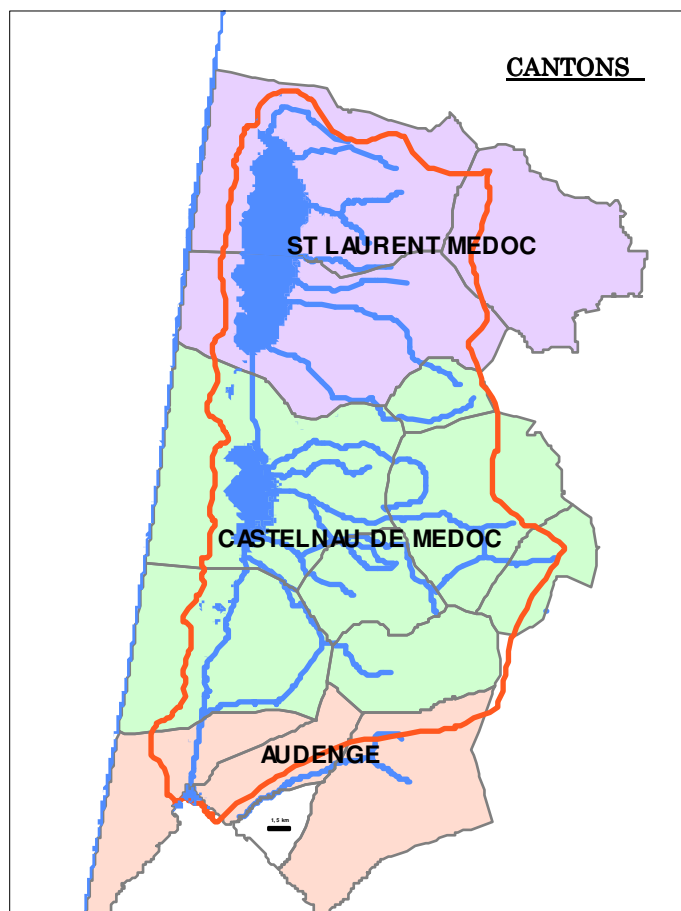 CANTONS
ST LAURENT MEDOC
CASTELNAU DE MEDOC
AUDENGE
1,5 km